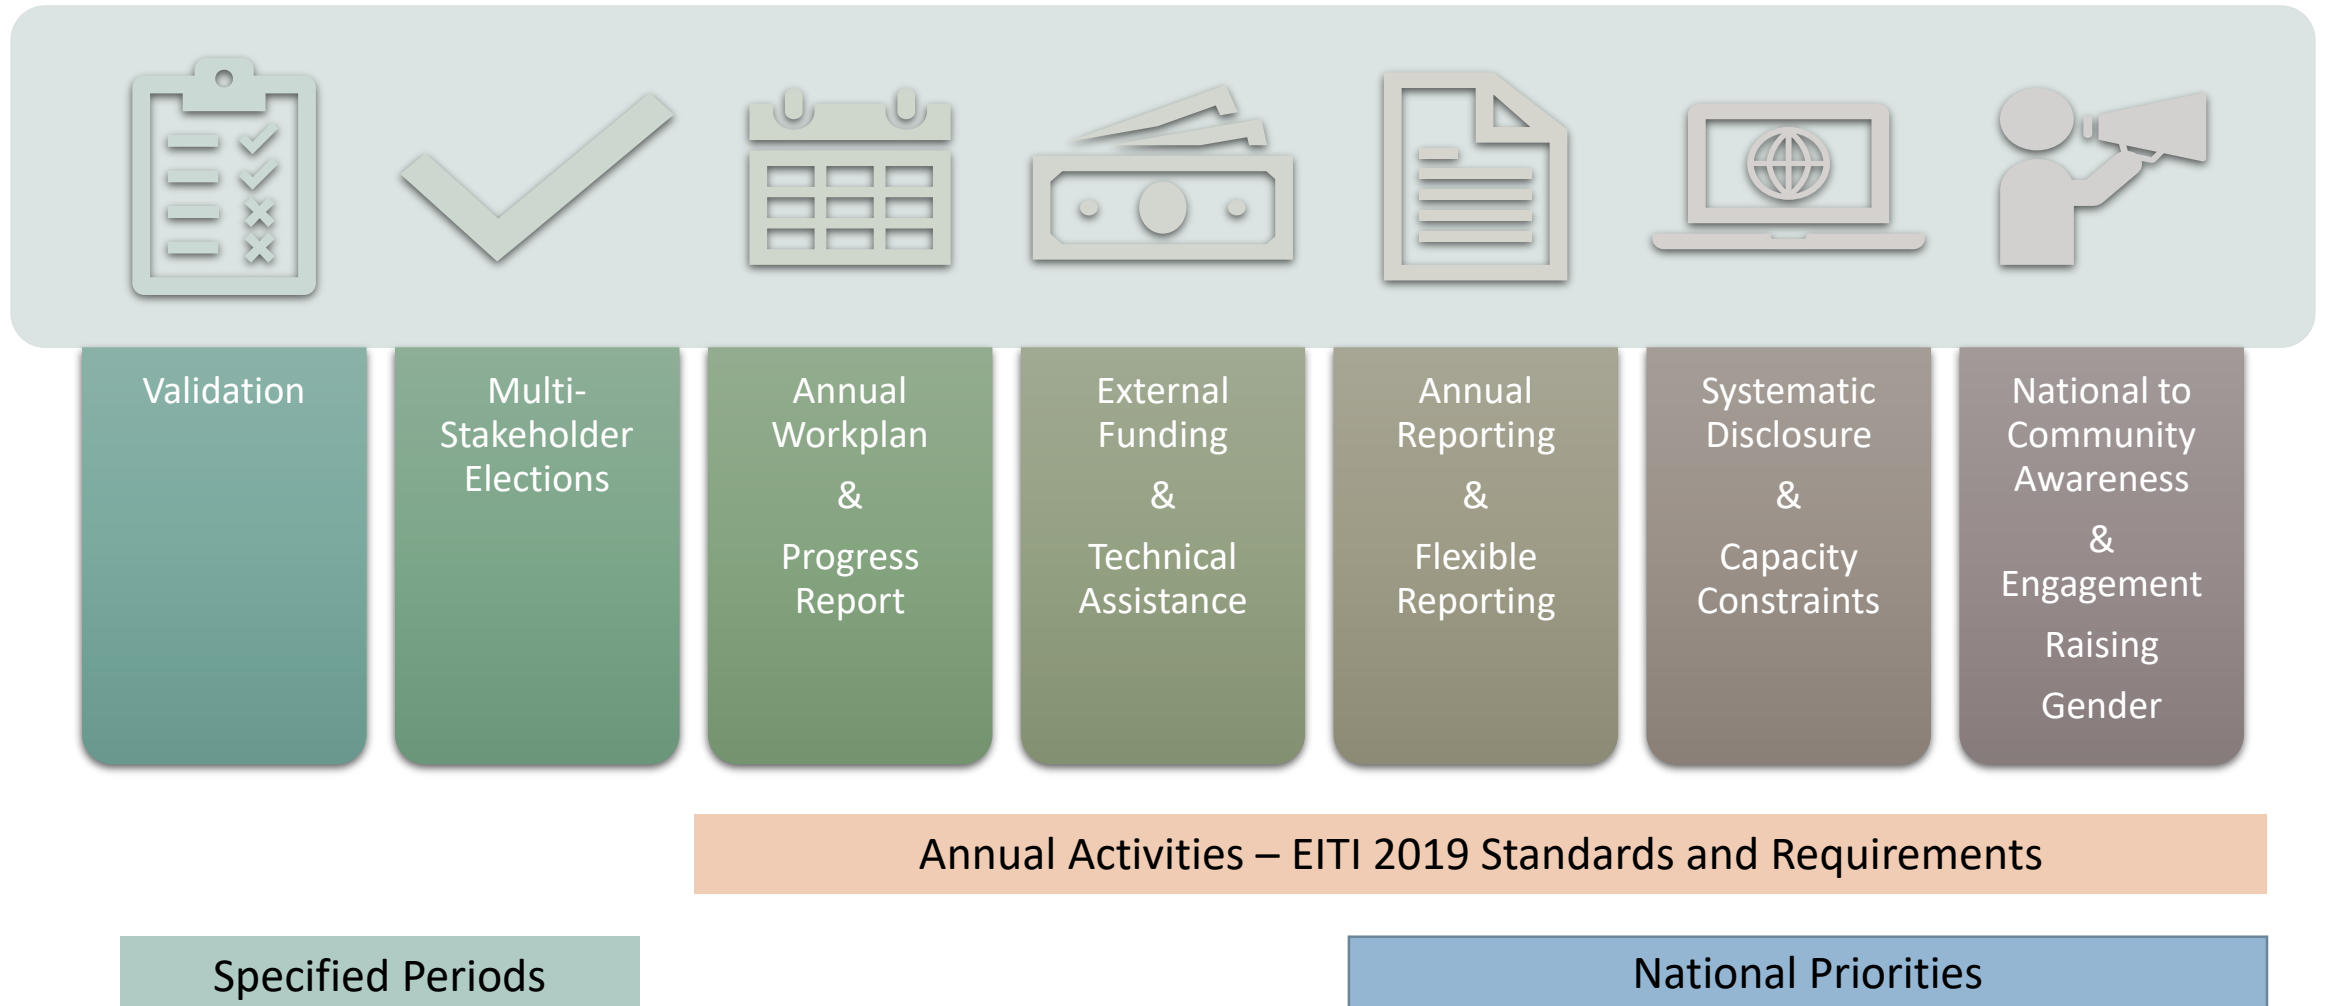 Validation
Multi-
Stakeholder
Elections
Annual
Workplan
&
Progress
Report
External
Funding
&
Technical
Assistance
Annual
Reporting
&
Flexible
Reporting
Systematic
Disclosure
&
Capacity
Constraints
National to
Community
Awareness
&
Engagement
Raising
Gender
Annual Activities – EITI 2019 Standards and Requirements
Specified Periods
National Priorities